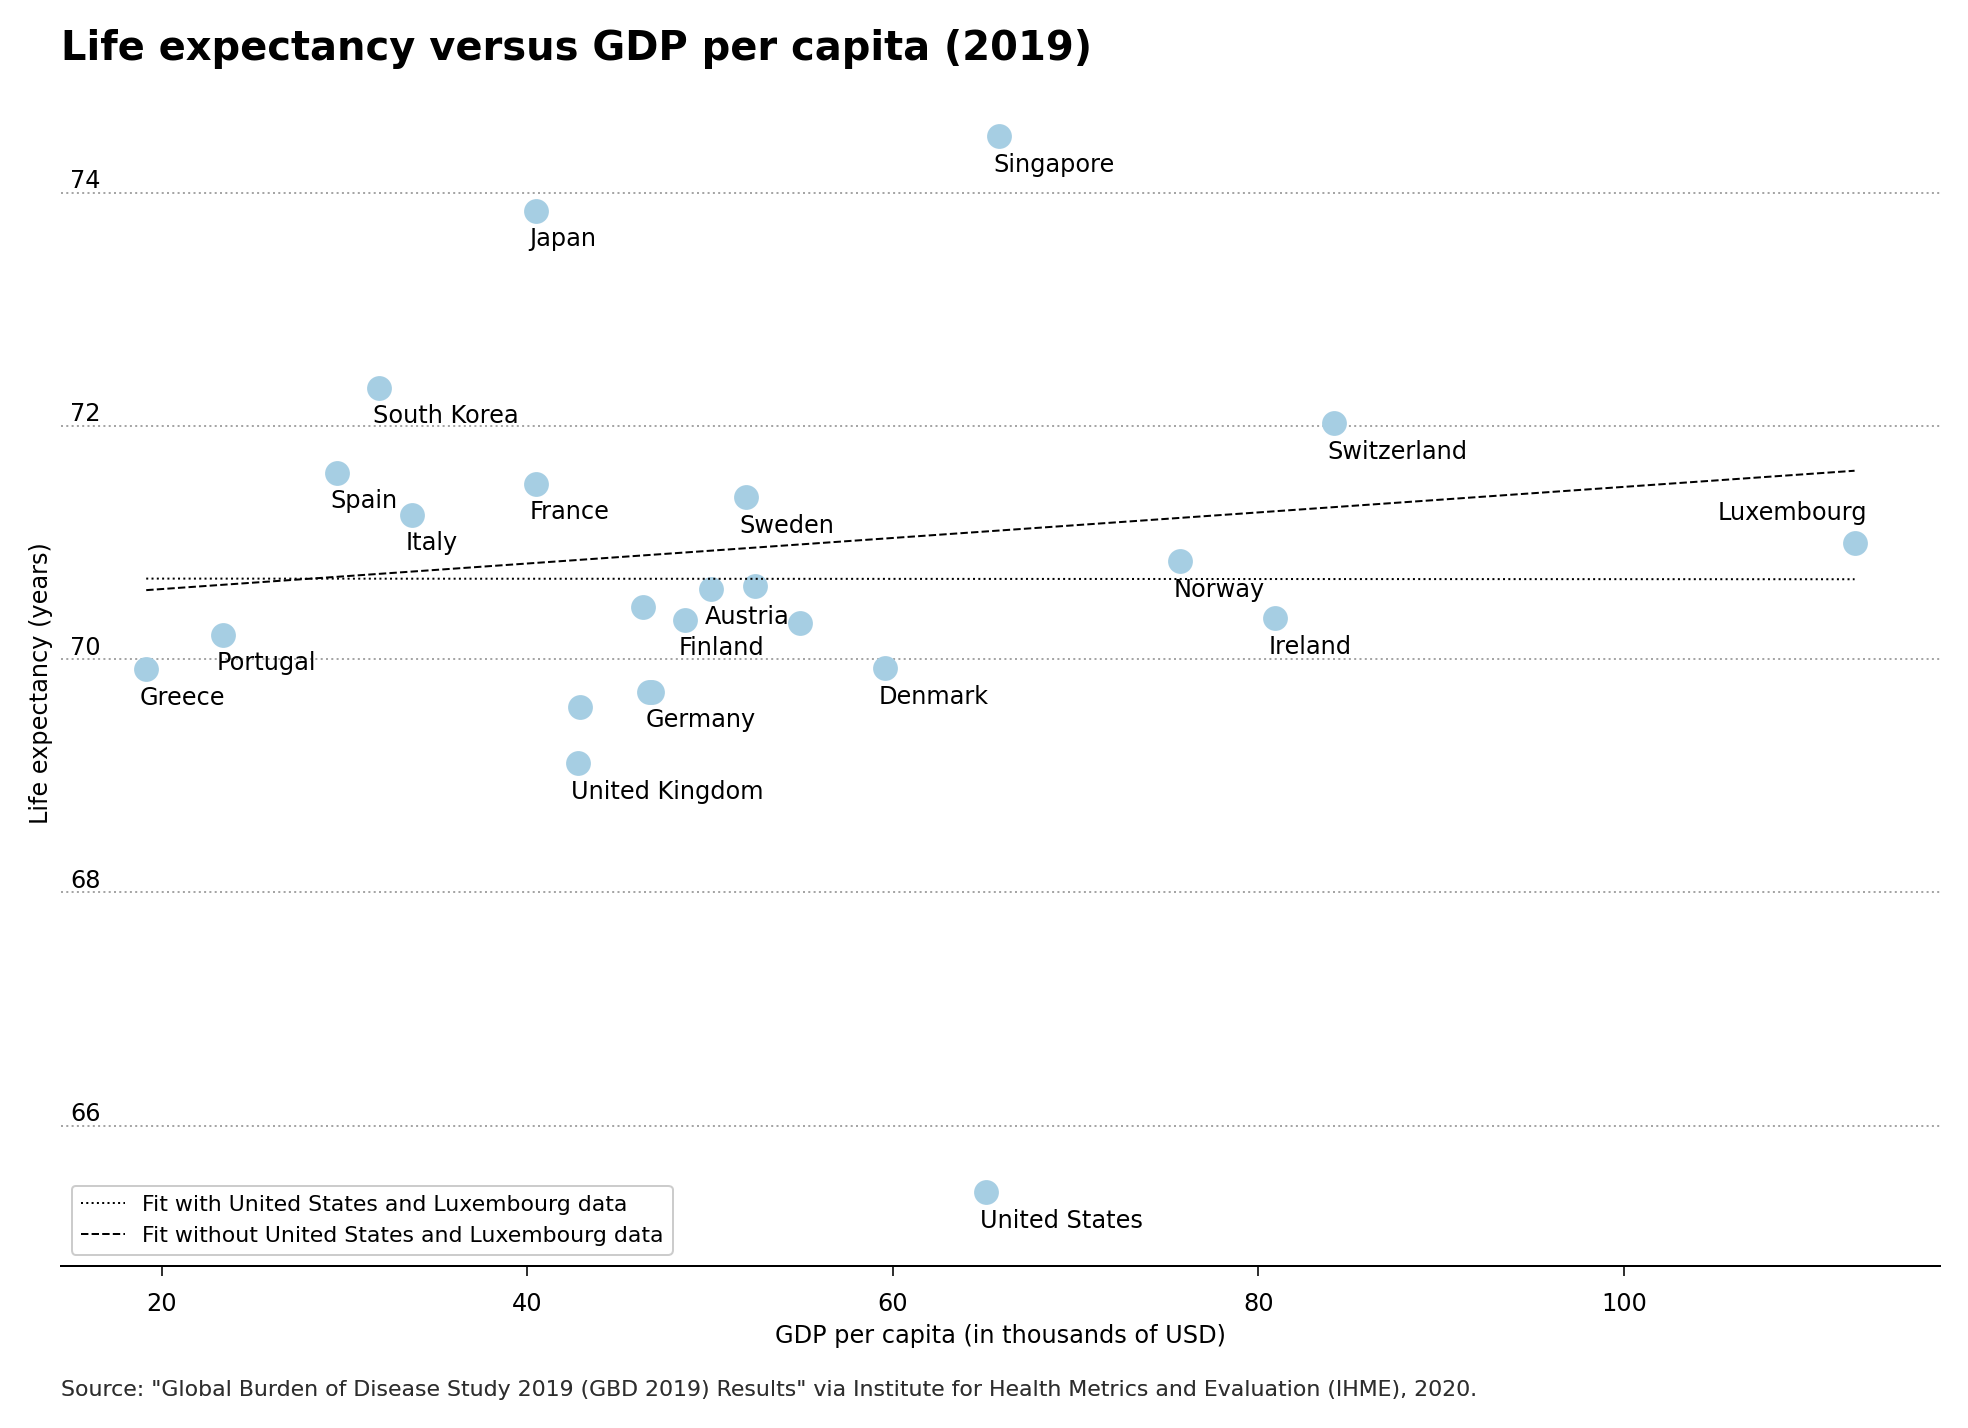 Life expectancy versus GDP per capita (2019)
Singapore
74
Japan
South Korea
72
Switzerland
Spain
France
Luxembourg
Sweden
Italy
Life expectancy (years)
Norway
Austria
Finland
Ireland
70
Portugal
Greece
Denmark
Germany
United Kingdom
68
66
United States
Fit with United States and Luxembourg data
Fit without United States and Luxembourg data
20 40 60 80 100
GDP per capita (in thousands of USD)
Source: "Global Burden of Disease Study 2019 (GBD 2019) Results" via Institute for Health Metrics and Evaluation (IHME), 2020.